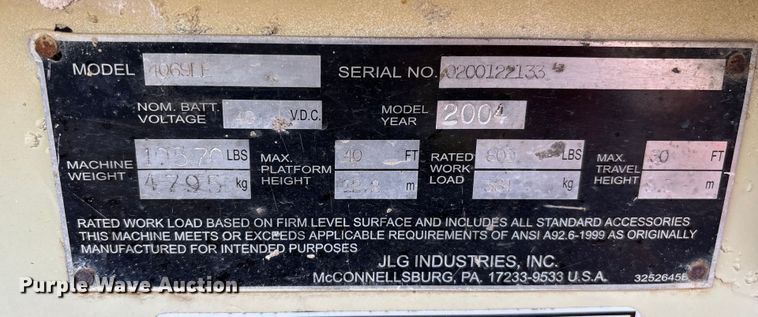 MODEL 4069LE SERIAL NO. 0200122133
NOM. BATT. VOLTAGE 48 V.D.C. MODEL YEAR 2004
MACHINE WEIGHT 10570 LBS MAX. PLATFORM HEIGHT 40 FT RATED WORK LOAD 800 LBS MAX. TRAVEL HEIGHT 30 FT
4795 kg m kg m
RATED WORK LOAD BASED ON FIRM LEVEL SURFACE AND INCLUDES ALL STANDARD ACCESSORIES
THIS MACHINE MEETS OR EXCEEDS APPLICABLE REQUIREMENTS OF ANSI A92.6-1999 AS ORIGINALLY
MANUFACTURED FOR INTENDED PURPOSES
JLG INDUSTRIES, INC.
McCONNELLSBURG, PA. 17233-9533 U.S.A. 3252645
Purple Wave Auction